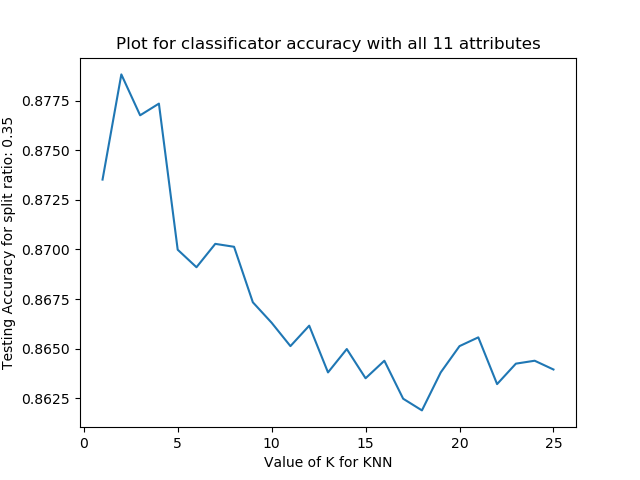 Plot for classificator accuracy with all 11 attributes
Testing Accuracy for split ratio: 0.35
0.8775
0.8750
0.8725
0.8700
0.8675
0.8650
0.8625
0 5 10 15 20 25
Value of K for KNN